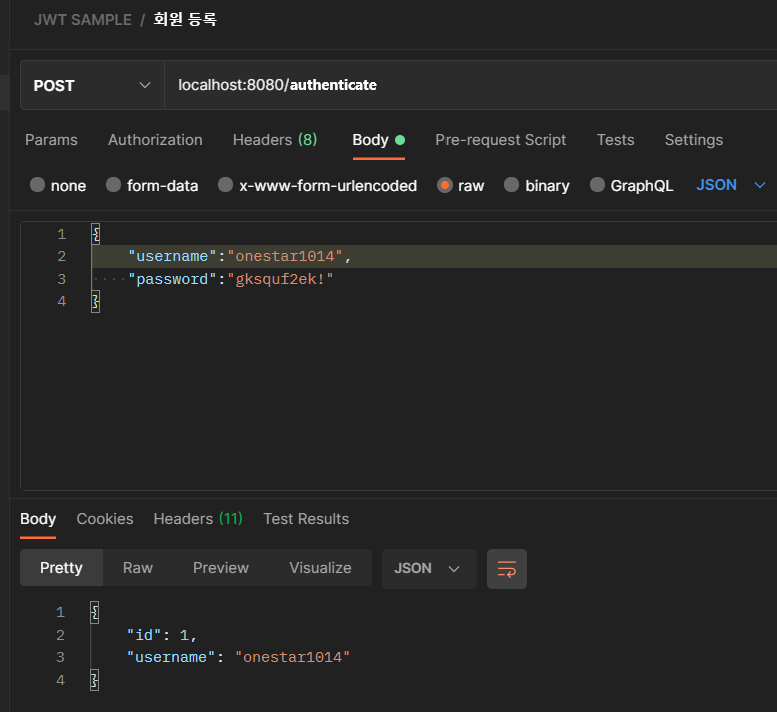 JWT SAMPLE / 회원 등록
POST localhost:8080/authenticate
Params Authorization Headers (8) Body Pre-request Script Tests Settings
none form-data x-www-form-urlencoded raw binary GraphQL JSON
1 {
2 ····"username":"onestar1014",
3 ····"password":"gksquf2ek!"
4 }
Body Cookies Headers (11) Test Results
Pretty Raw Preview Visualize JSON
1 {
2 "id": 1,
3 "username": "onestar1014"
4 }